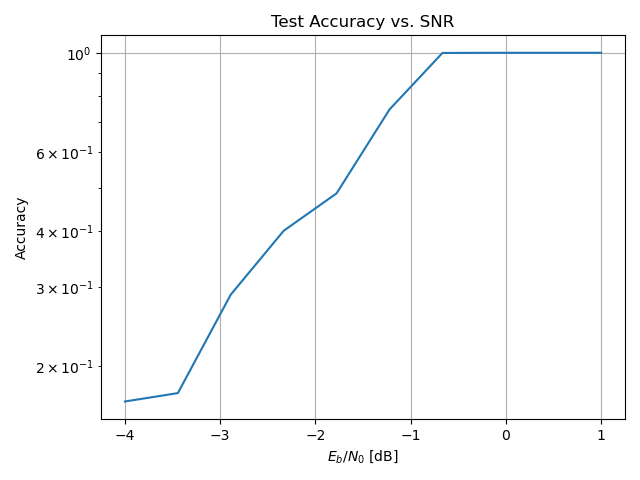 Test Accuracy vs. SNR
10⁰
6 × 10⁻¹
4 × 10⁻¹
3 × 10⁻¹
2 × 10⁻¹
Accuracy
−4 −3 −2 −1 0 1
E_b/N_0 [dB]